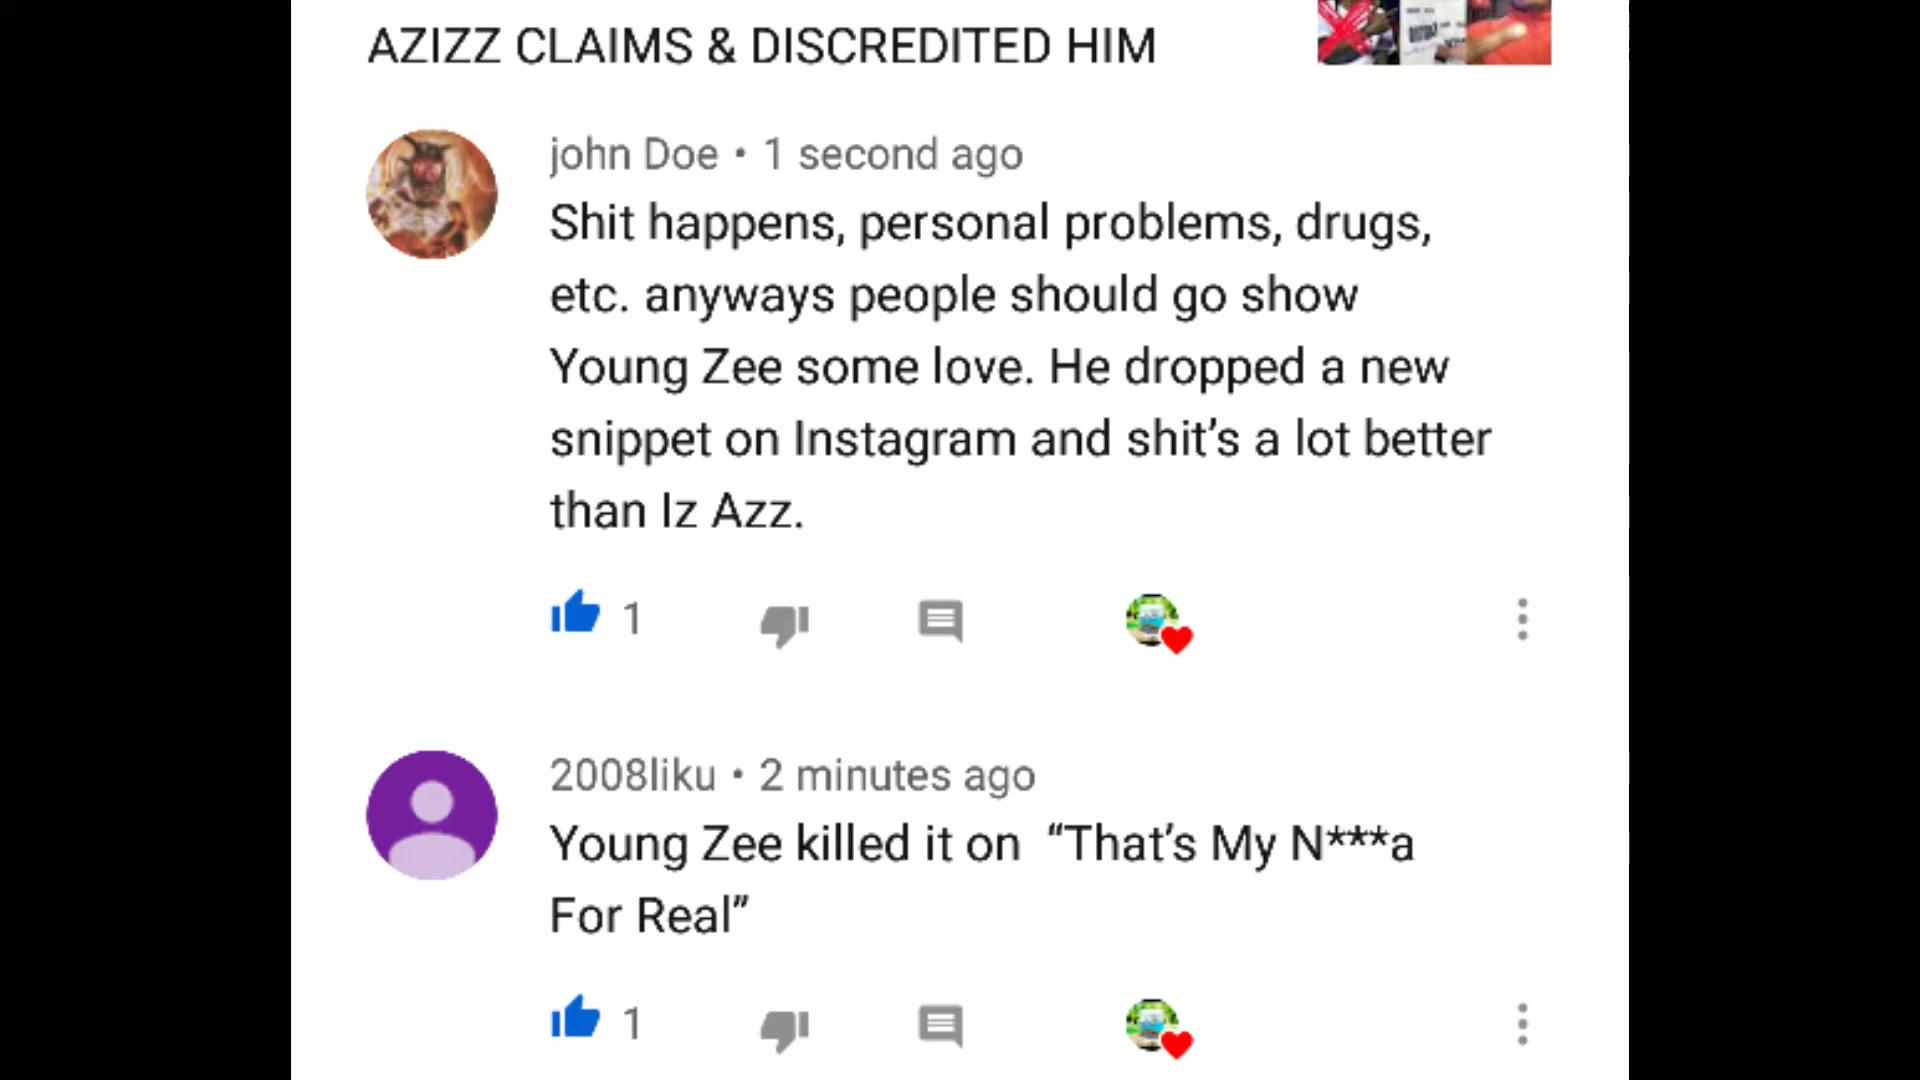 AZIZZ CLAIMS & DISCREDITED HIM
john Doe • 1 second ago
Shit happens, personal problems, drugs,
etc. anyways people should go show
Young Zee some love. He dropped a new
snippet on Instagram and shit’s a lot better
than Iz Azz.
1
2008liku • 2 minutes ago
Young Zee killed it on “That’s My N***a
For Real”
1